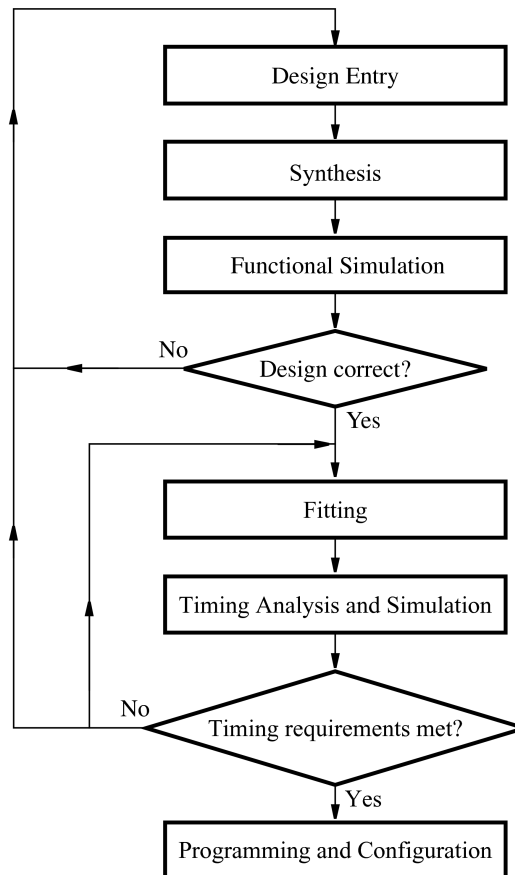 Design Entry
Synthesis
Functional Simulation
No
Design correct?
Yes
Fitting
Timing Analysis and Simulation
No
Timing requirements met?
Yes
Programming and Configuration